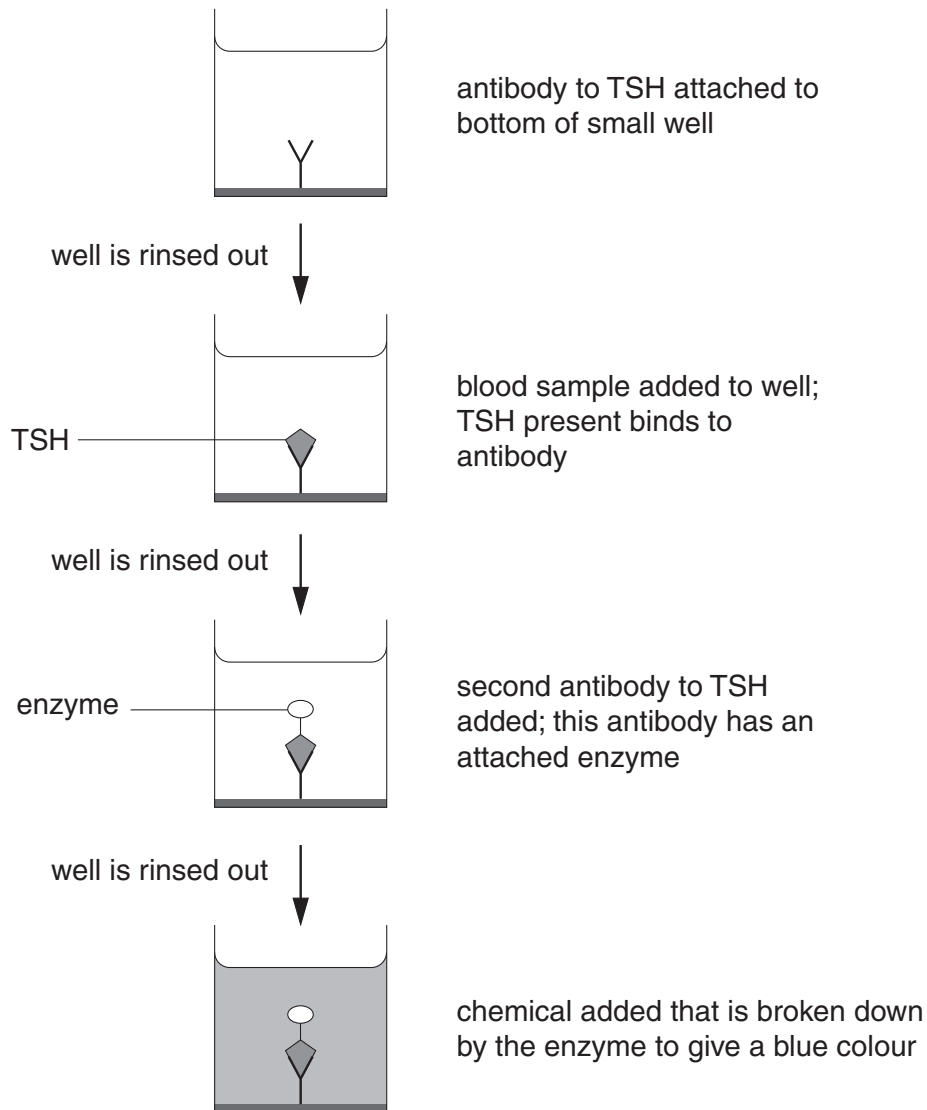 antibody to TSH attached to
bottom of small well
well is rinsed out
blood sample added to well;
TSH present binds to
antibody
TSH
well is rinsed out
enzyme
second antibody to TSH
added; this antibody has an
attached enzyme
well is rinsed out
chemical added that is broken down
by the enzyme to give a blue colour